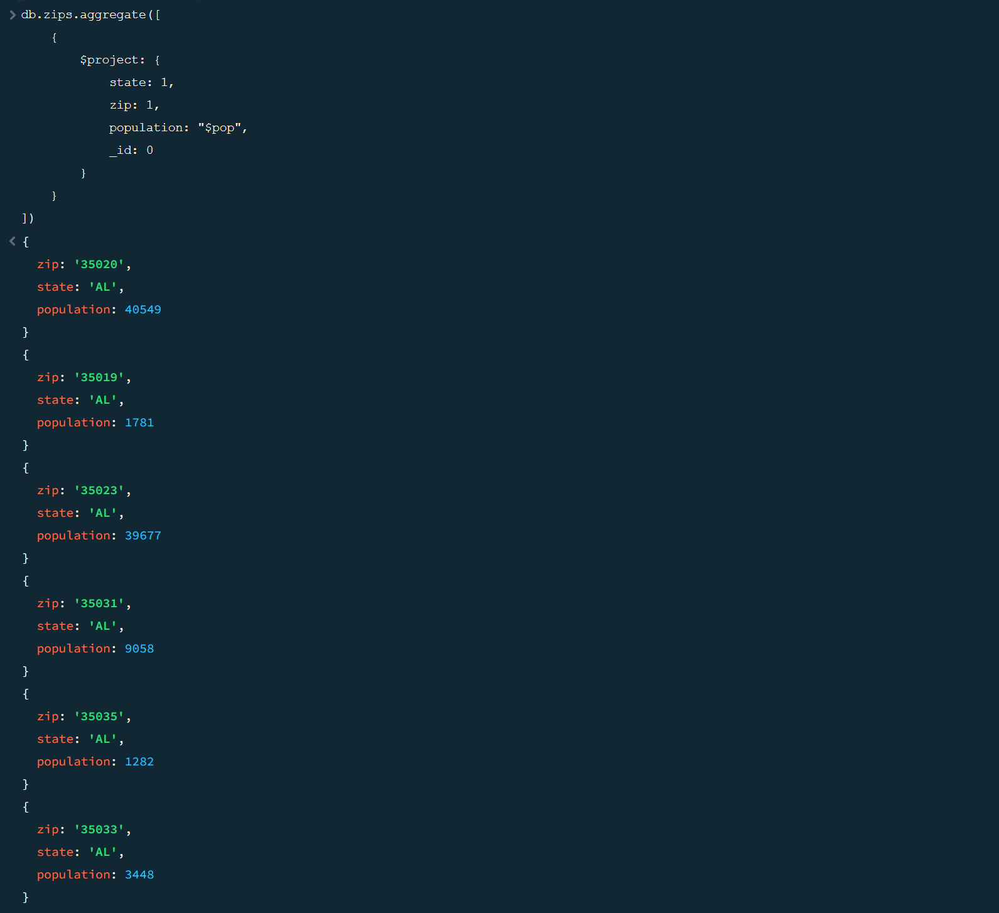 > db.zips.aggregate([
{
$project: {
state: 1,
zip: 1,
population: "$pop",
_id: 0
}
}
])
< {
zip: '35020',
state: 'AL',
population: 40549
}
{
zip: '35019',
state: 'AL',
population: 1781
}
{
zip: '35023',
state: 'AL',
population: 39677
}
{
zip: '35031',
state: 'AL',
population: 9058
}
{
zip: '35035',
state: 'AL',
population: 1282
}
{
zip: '35033',
state: 'AL',
population: 3448
}